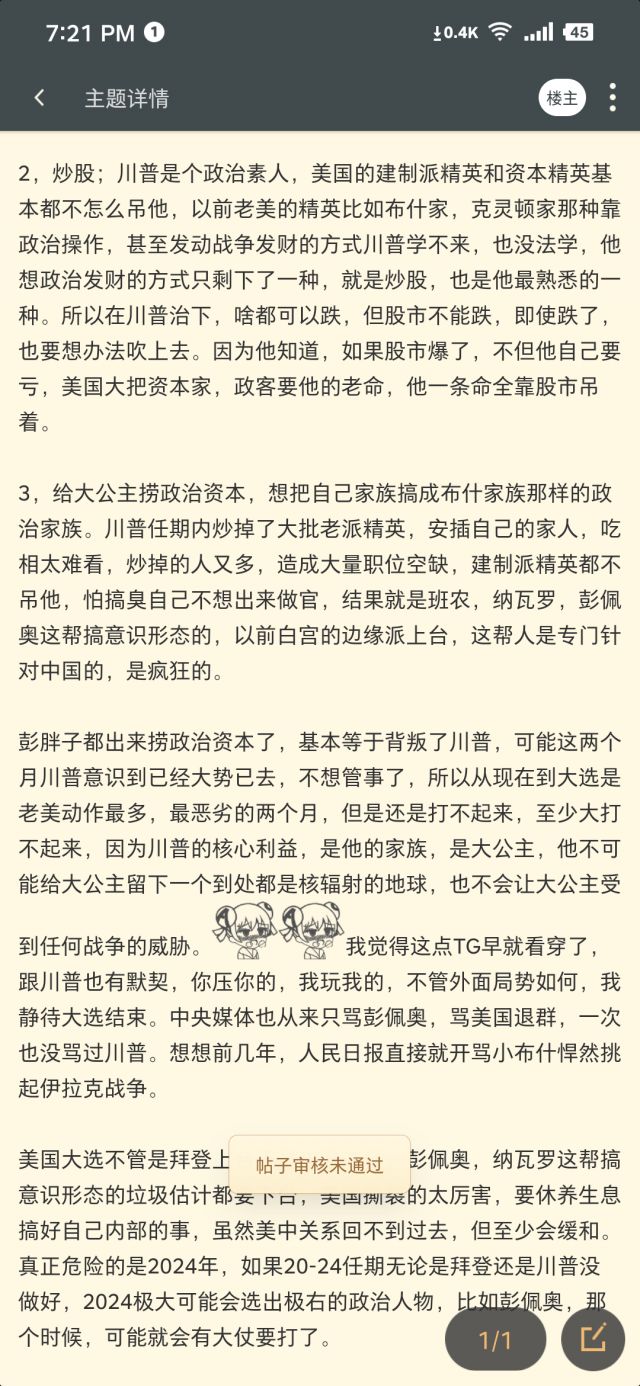 7:21 PM 1
0.4K 45
主题详情
楼主
2，炒股；川普是个政治素人，美国的建制派精英和资本精英基
本都不怎么吊他，以前老美的精英比如布什家，克灵顿家那种靠
政治操作，甚至发动战争发财的方式川普学不来，也没法学，他
想政治发财的方式只剩下了一种，就是炒股，也是他最熟悉的一
种。所以在川普治下，啥都可以跌，但股市不能跌，即使跌了，
也要想办法吹上去。因为他知道，如果股市爆了，不但他自己要
亏，美国大把资本家，政客要他的老命，他一条命全靠股市吊
着。
3，给大公主捞政治资本，想把自己家族搞成布什家族那样的政
治家族。川普任期内炒掉了大批老派精英，安插自己的家人，吃
相太难看，炒掉的人又多，造成大量职位空缺，建制派精英都不
吊他，怕搞臭自己不想出来做官，结果就是班农，纳瓦罗，彭佩
奥这帮搞意识形态的，以前白宫的边缘派上台，这帮人是专门针
对中国的，是疯狂的。
彭胖子都出来捞政治资本了，基本等于背叛了川普，可能这两个
月川普意识到已经大势已去，不想管事了，所以从现在到大选是
老美动作最多，最恶劣的两个月，但是还是打不起来，至少大打
不起来，因为川普的核心利益，是他的家族，是大公主，他不可
能给大公主留下一个到处都是核辐射的地球，也不会让大公主受
到任何战争的威胁。我觉得这点TG早就看穿了，
跟川普也有默契，你压你的，我玩我的，不管外面局势如何，我
静待大选结束。中央媒体也从来只骂彭佩奥，骂美国退群，一次
也没骂过川普。想想前几年，人民日报直接就开骂小布什悍然挑
起伊拉克战争。
美国大选不管是拜登上彭佩奥，纳瓦罗这帮搞
帖子审核未通过
意识形态的垃圾估计都要下台，美国撕裂的太厉害，要休养生息
搞好自己内部的事，虽然美中关系回不到过去，但至少会缓和。
真正危险的是2024年，如果20-24任期无论是拜登还是川普没
做好，2024极大可能会选出极右的政治人物，比如彭佩奥，那
个时候，可能就会有大仗要打了。
1/1